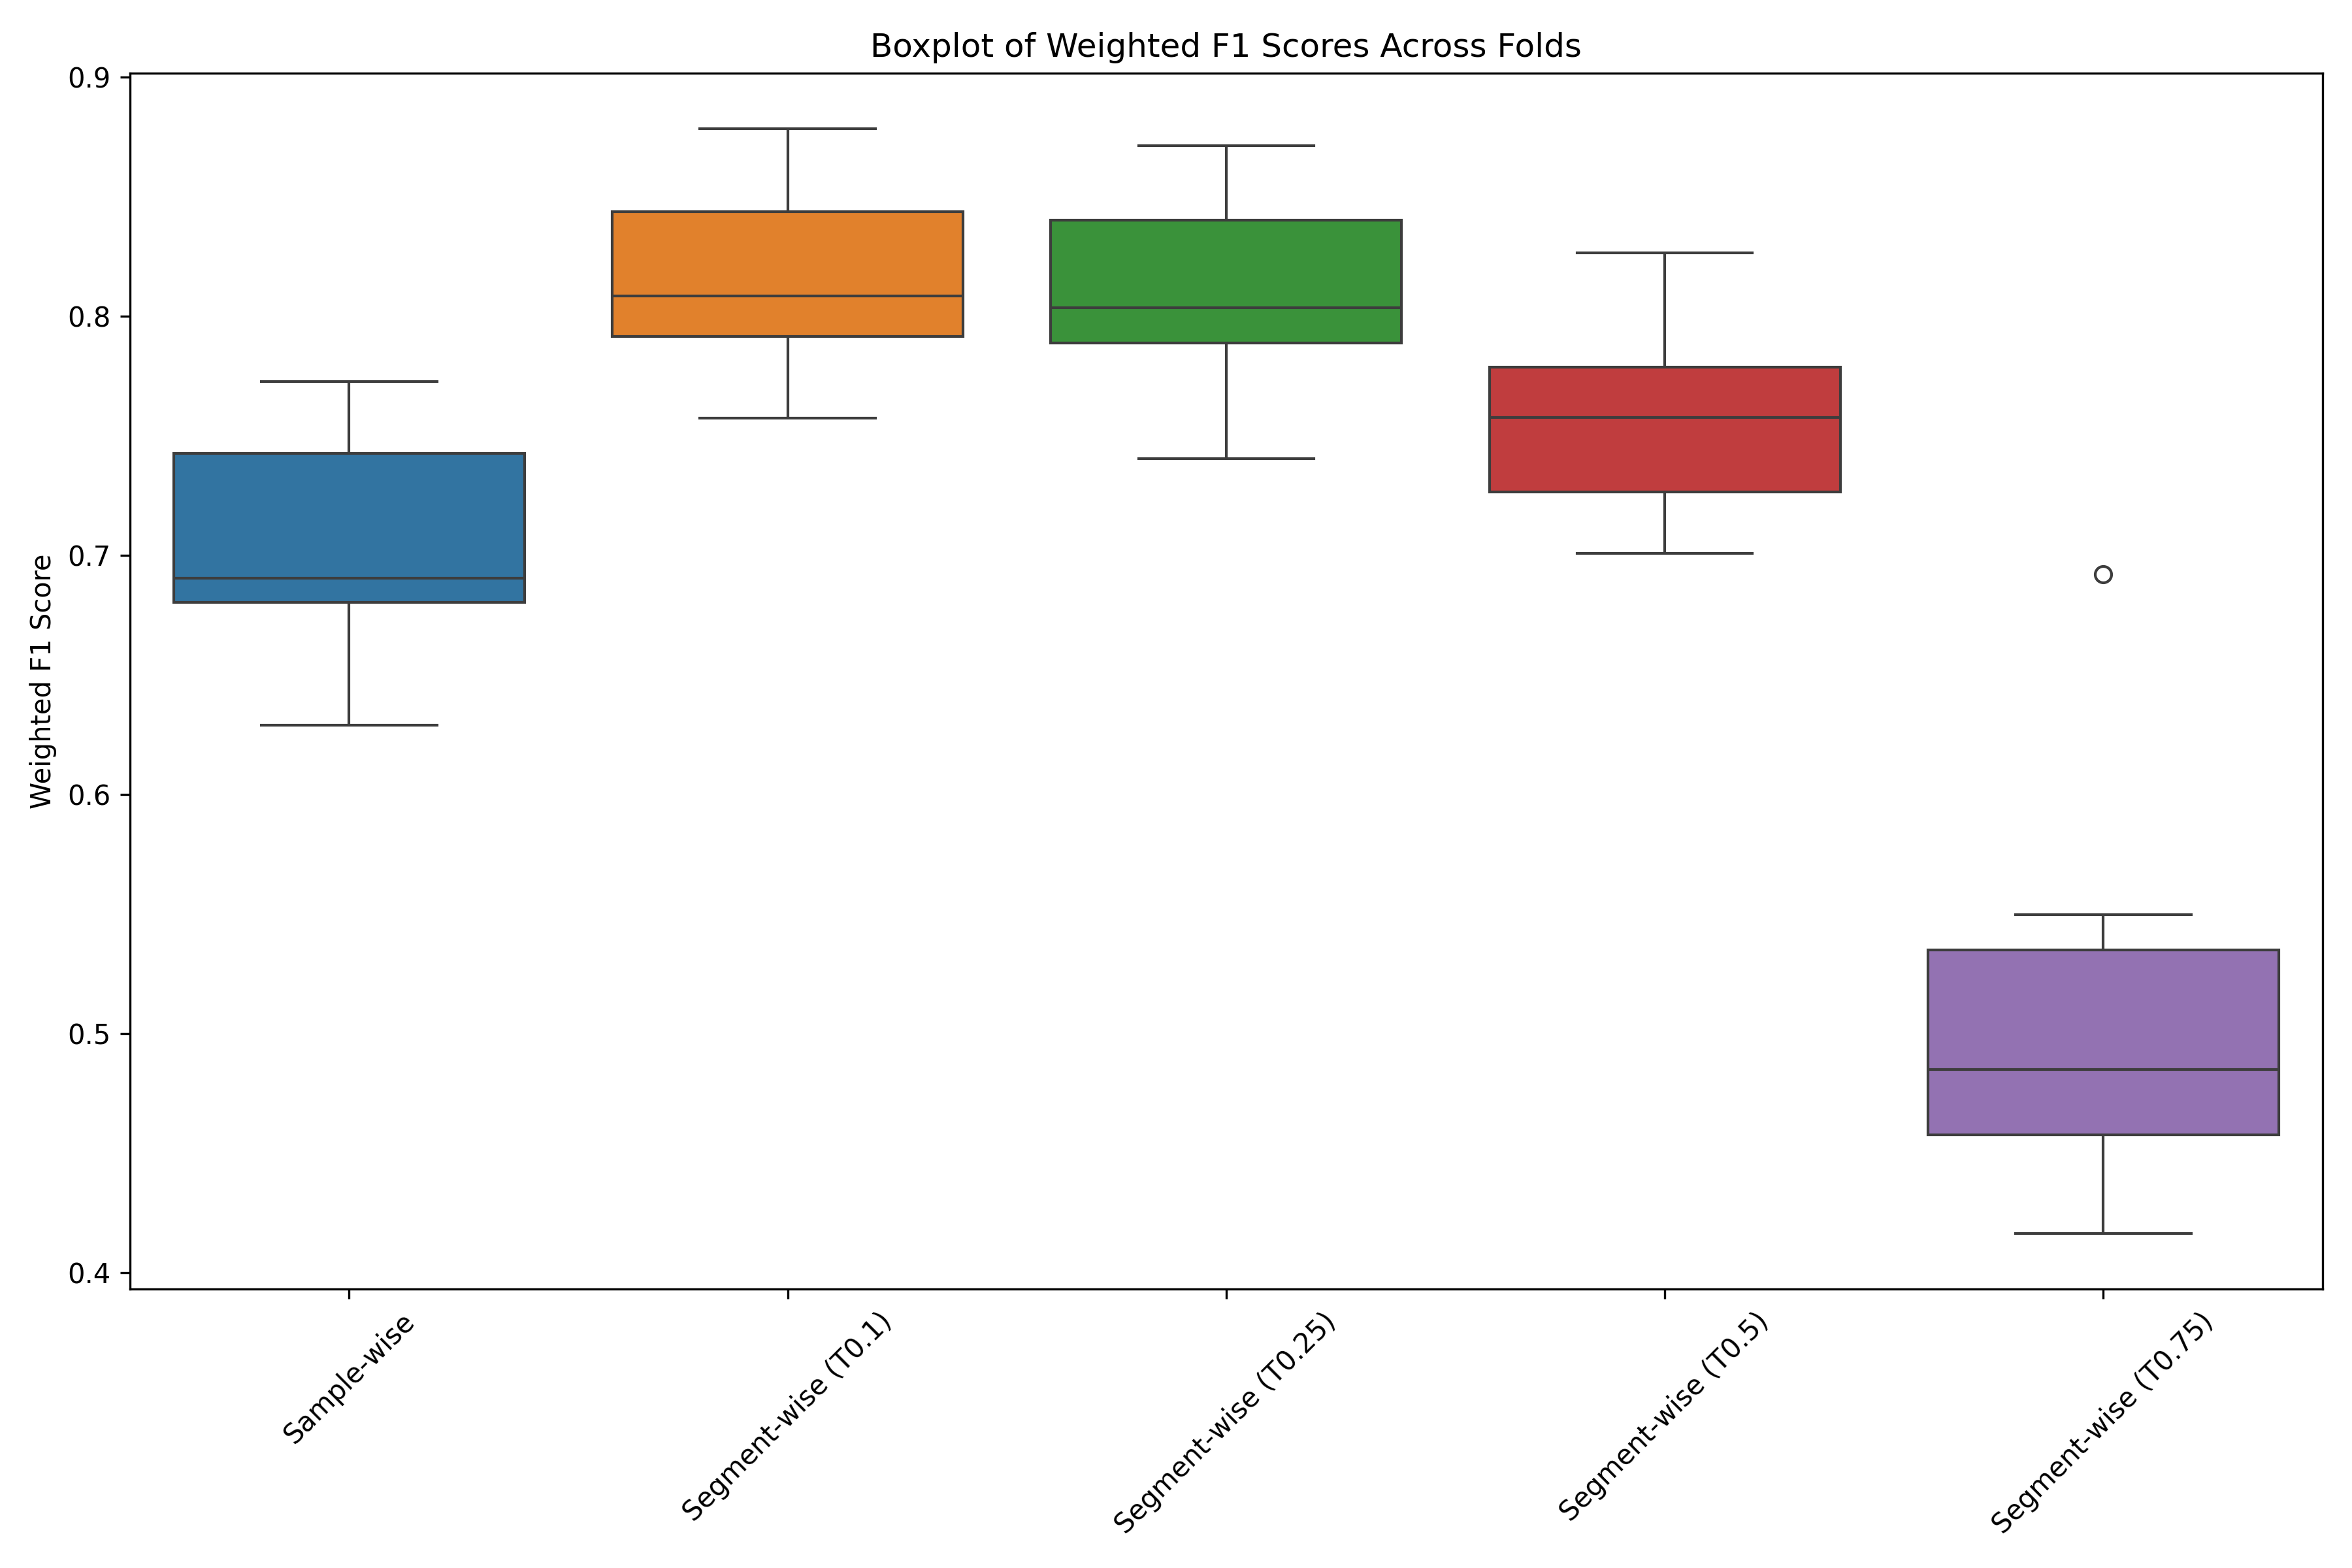 Boxplot of Weighted F1 Scores Across Folds
Weighted F1 Score
0.9
0.8
0.7
0.6
0.5
0.4
Sample-wise
Segment-wise (T0.1)
Segment-wise (T0.25)
Segment-wise (T0.5)
Segment-wise (T0.75)